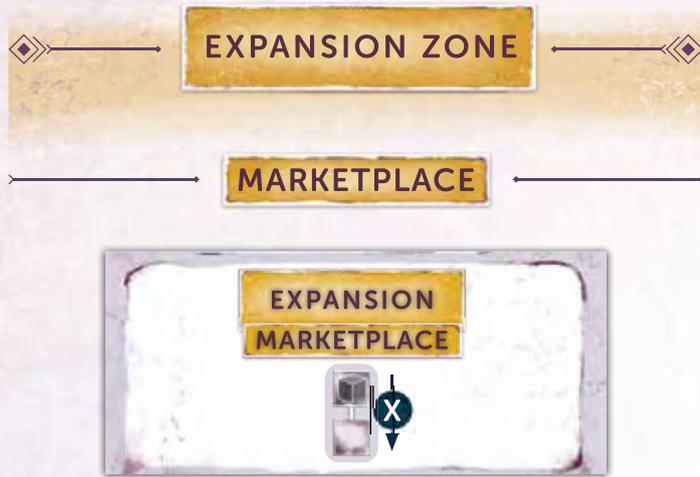 EXPANSION ZONE
MARKETPLACE
EXPANSION
MARKETPLACE
X